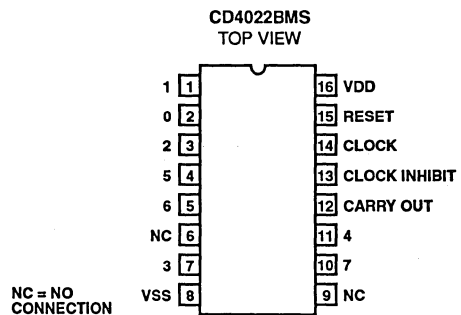 CD4022BMS
TOP VIEW
1 1 16 VDD
0 2 15 RESET
2 3 14 CLOCK
5 4 13 CLOCK INHIBIT
6 5 12 CARRY OUT
NC 6 11 4
3 7 10 7
VSS 8 9 NC
NC = NO
CONNECTION